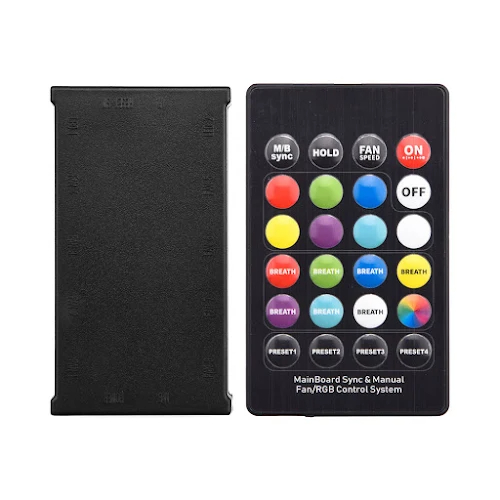 M/B
sync
HOLD
FAN
SPEED
ON
OFF
BREATH
BREATH
BREATH
BREATH
BREATH
BREATH
BREATH
PRESET1
PRESET2
PRESET3
PRESET4
MainBoard Sync & Manual
Fan/RGB Control System